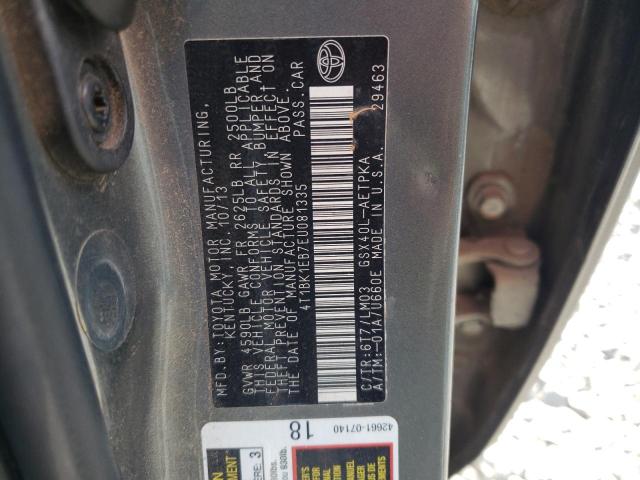 MFD.BY:TOYOTA MOTOR MANUFACTURING,
KENTUCKY, INC. 10/13
GVWR 4590LB GAWR FR 2625LB RR 2500LB
THIS VEHICLE CONFORMS TO ALL APPLICABLE
FEDERAL MOTOR VEHICLE SAFETY, BUMPER, AND
THEFT PREVENTION STANDARDS IN EFFECT ON
THE DATE OF MANUFACTURE SHOWN ABOVE.
4T1BK1EB7EU081335 PASS.CAR
C/TR:6T7/LM03 GSX40L-AETPKA
A/TM:-01A/U660E MADE IN U.S.A.
29463
42661-07140
18